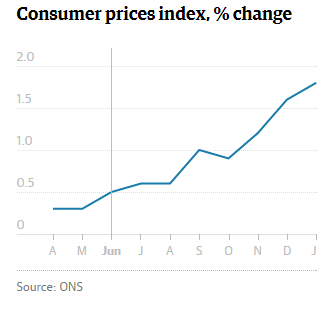 Consumer prices index, % change
2.0
1.5
1.0
0.5
0
A M Jun J A S O N D J
Source: ONS